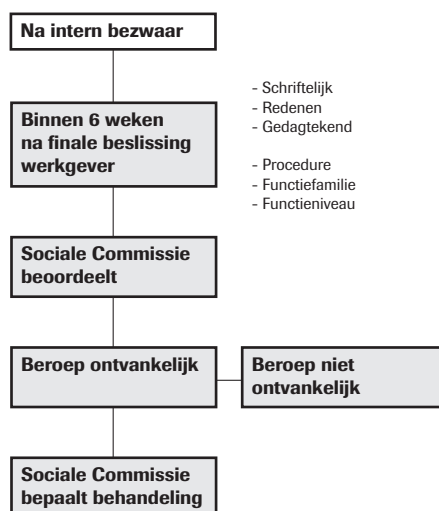 Na intern bezwaar
Binnen 6 weken
na finale beslissing
werkgever
- Schriftelijk
- Redenen
- Gedagtekend
- Procedure
- Functiefamilie
- Functieniveau
Sociale Commissie
beoordeelt
Beroep ontvankelijk
Beroep niet
ontvankelijk
Sociale Commissie
bepaalt behandeling